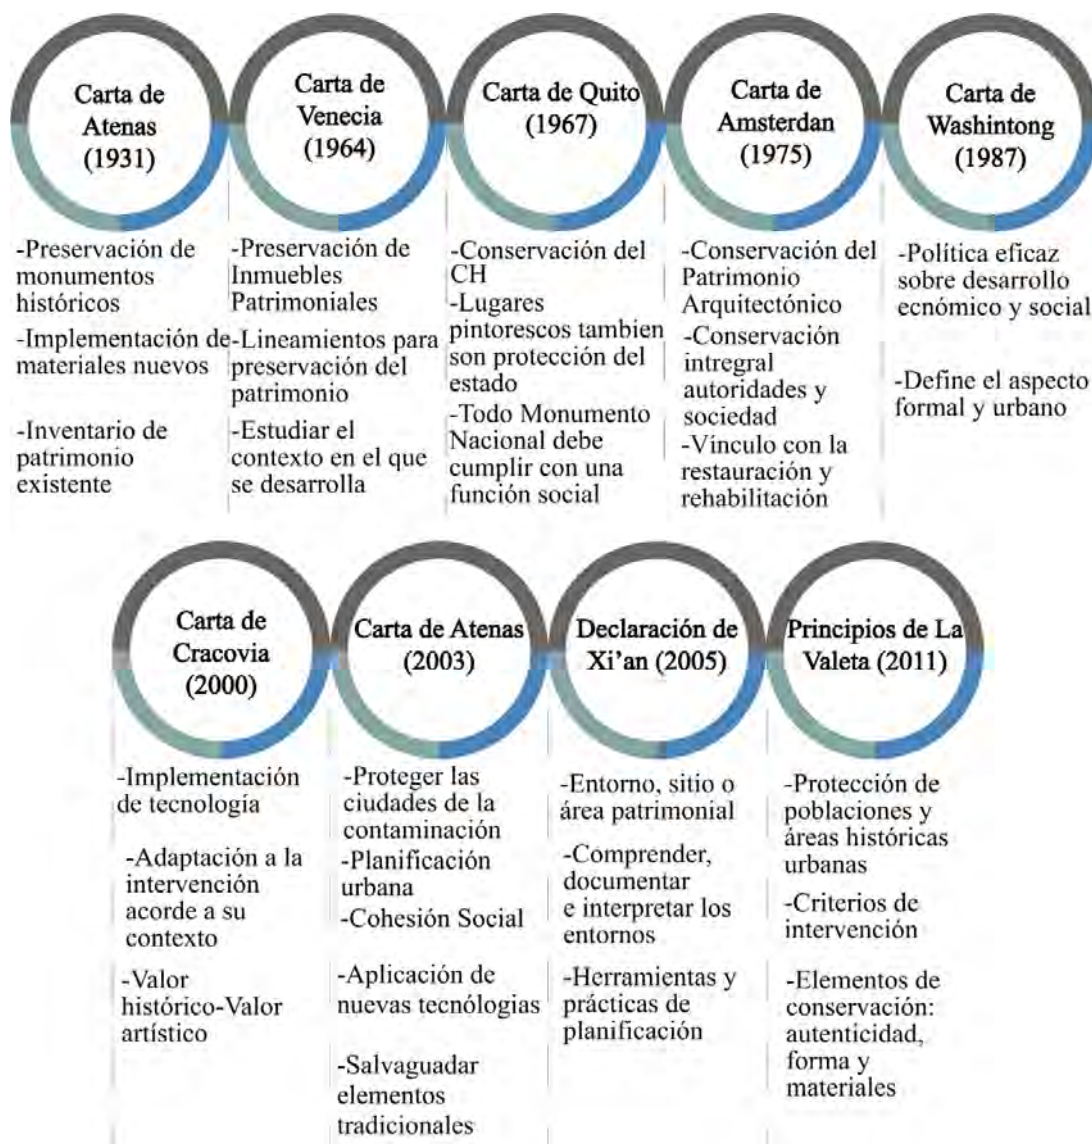 Carta de
Atenas
(1931)
Carta de
Venecia
(1964)
Carta de Quito
(1967)
Carta de
Amsterdan
(1975)
Carta de
Washintong
(1987)
-Preservación de
monumentos
históricos
-Implementación de
materiales nuevos
-Inventario de
patrimonio
existente
-Preservación de
Inmuebles
Patrimoniales
-Lineamientos para
preservación del
patrimonio
-Estudiar el
contexto en el que
se desarrolla
-Conservación del
CH
-Lugares
pintorescos tambien
son protección del
estado
-Todo Monumento
Nacional debe
cumplir con una
función social
-Conservación del
Patrimonio
Arquitectónico
-Conservación
intregral
autoridades y
sociedad
-Vínculo con la
restauración y
rehabilitación
-Política eficaz
sobre desarrollo
ecnómico y social
-Define el aspecto
formal y urbano
Carta de
Cracovia
(2000)
Carta de Atenas
(2003)
Declaración de
Xi'an (2005)
Principios de La
Valeta (2011)
-Implementación
de tecnología
-Adaptación a la
intervención
acorde a su
contexto
-Valor
histórico-Valor
artístico
-Proteger las
ciudades de la
contaminación
-Planificación
urbana
-Cohesión Social
-Aplicación de
nuevas tecnólogias
-Salvaguadar
elementos
tradicionales
-Entorno, sitio o
área patrimonial
-Comprender,
documentar
e interpretar los
entornos
-Herramientas y
prácticas de
planificación
-Protección de
poblaciones y
áreas históricas
urbanas
-Criterios de
intervención
-Elementos de
conservación:
autenticidad,
forma y
materiales